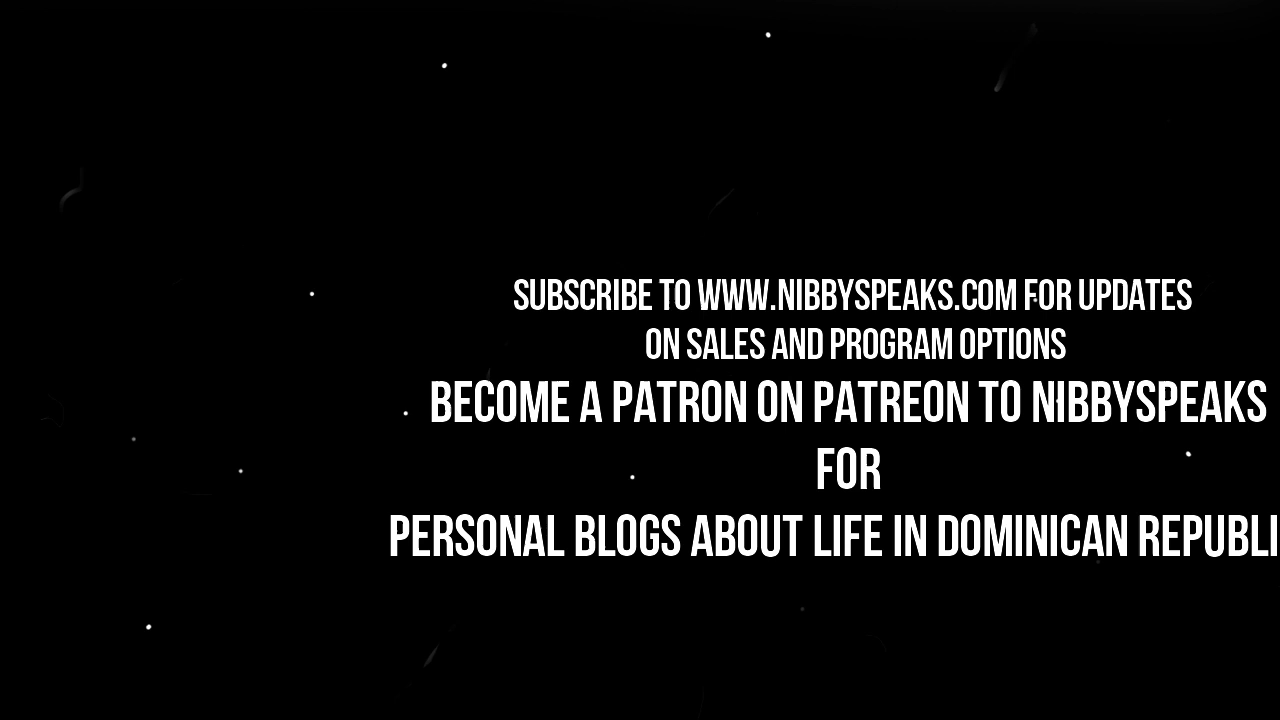 SUBSCRIBE TO WWW.NIBBYSPEAKS.COM FOR UPDATES
ON SALES AND PROGRAM OPTIONS
BECOME A PATRON ON PATREON TO NIBBYSPEAKS
FOR
PERSONAL BLOGS ABOUT LIFE IN DOMINICAN REPUBLI